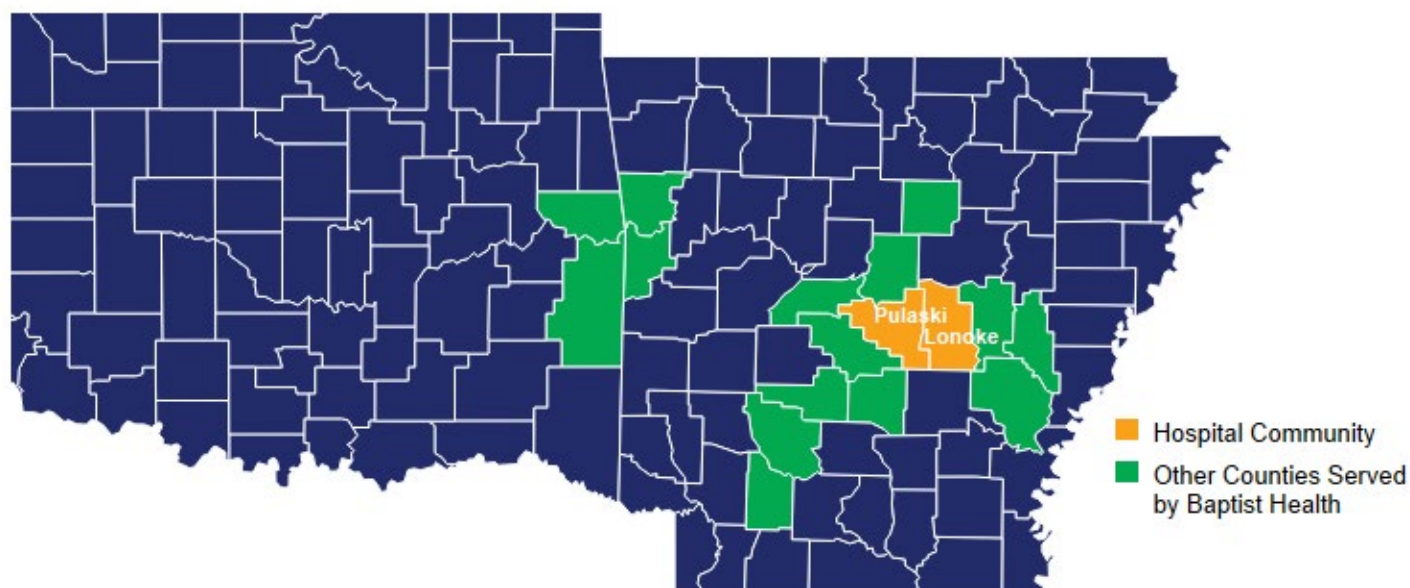 Pulaski
Lonoke
Hospital Community
Other Counties Served
by Baptist Health